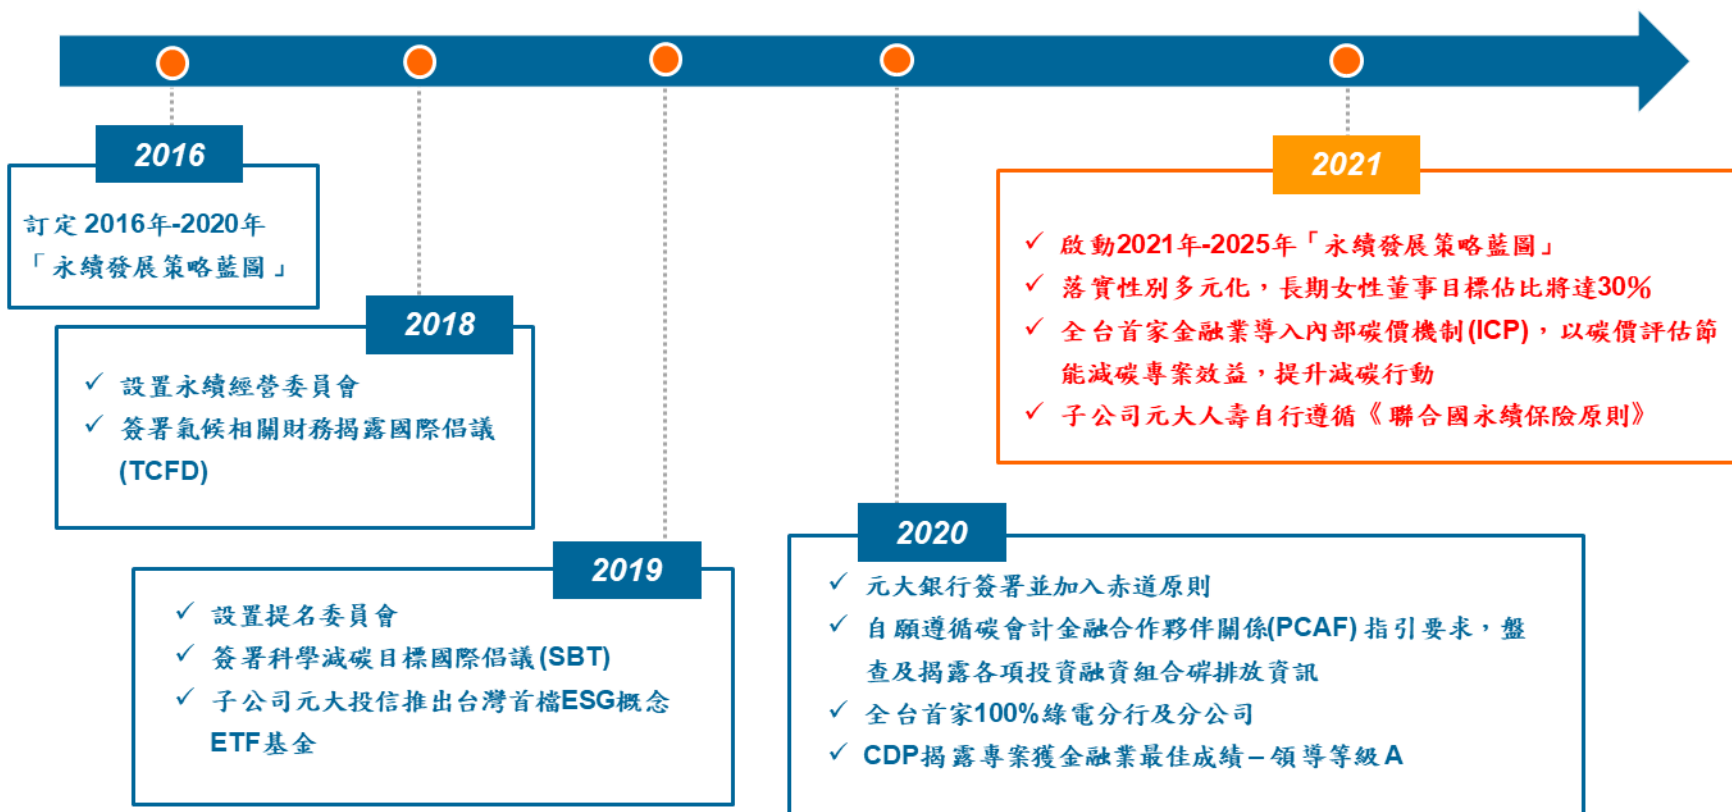 2016
訂定 2016年-2020年
「永續發展策略藍圖」
2018
✓ 設置永續經營委員會
✓ 簽署氣候相關財務揭露國際倡議
(TCFD)
2019
✓ 設置提名委員會
✓ 簽署科學減碳目標國際倡議(SBT)
✓ 子公司元大投信推出台灣首檔ESG概念
ETF基金
2020
✓ 元大銀行簽署並加入赤道原則
✓ 自願遵循碳會計金融合作夥伴關係(PCAF) 指引要求，盤
查及揭露各項投資融資組合碳排放資訊
✓ 全台首家100%綠電分行及分公司
✓ CDP揭露專案獲金融業最佳成績–領導等級A
2021
✓ 啟動2021年-2025年「永續發展策略藍圖」
✓ 落實性別多元化，長期女性董事目標佔比將達30%
✓ 全台首家金融業導入內部碳價機制(ICP)，以碳價評估節
能減碳專案效益，提升減碳行動
✓ 子公司元大人壽自行遵循《聯合國永續保險原則》